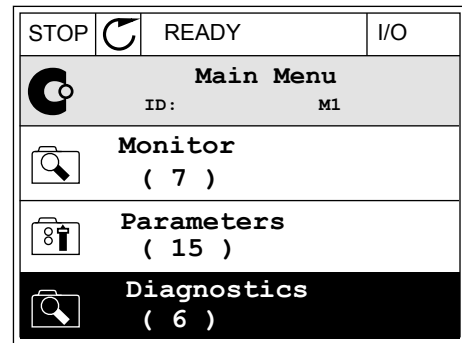 STOP READY I/O
Main Menu
ID: M1
Monitor
( 7 )
Parameters
( 15 )
Diagnostics
( 6 )